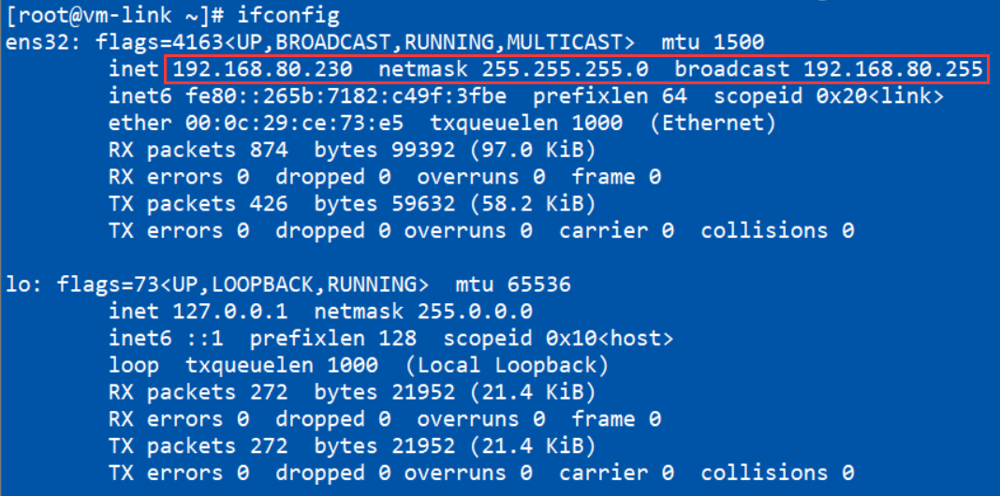 [root@vm-link ~]# ifconfig
ens32: flags=4163<UP,BROADCAST,RUNNING,MULTICAST>  mtu 1500
        inet 192.168.80.230  netmask 255.255.255.0  broadcast 192.168.80.255
        inet6 fe80::265b:7182:c49f:3fbe  prefixlen 64  scopeid 0x20<link>
        ether 00:0c:29:ce:73:e5  txqueuelen 1000  (Ethernet)
        RX packets 874  bytes 99392 (97.0 KiB)
        RX errors 0  dropped 0  overruns 0  frame 0
        TX packets 426  bytes 59632 (58.2 KiB)
        TX errors 0  dropped 0 overruns 0  carrier 0  collisions 0

lo: flags=73<UP,LOOPBACK,RUNNING>  mtu 65536
        inet 127.0.0.1  netmask 255.0.0.0
        inet6 ::1  prefixlen 128  scopeid 0x10<host>
        loop  txqueuelen 1000  (Local Loopback)
        RX packets 272  bytes 21952 (21.4 KiB)
        RX errors 0  dropped 0  overruns 0  frame 0
        TX packets 272  bytes 21952 (21.4 KiB)
        TX errors 0  dropped 0 overruns 0  carrier 0  collisions 0